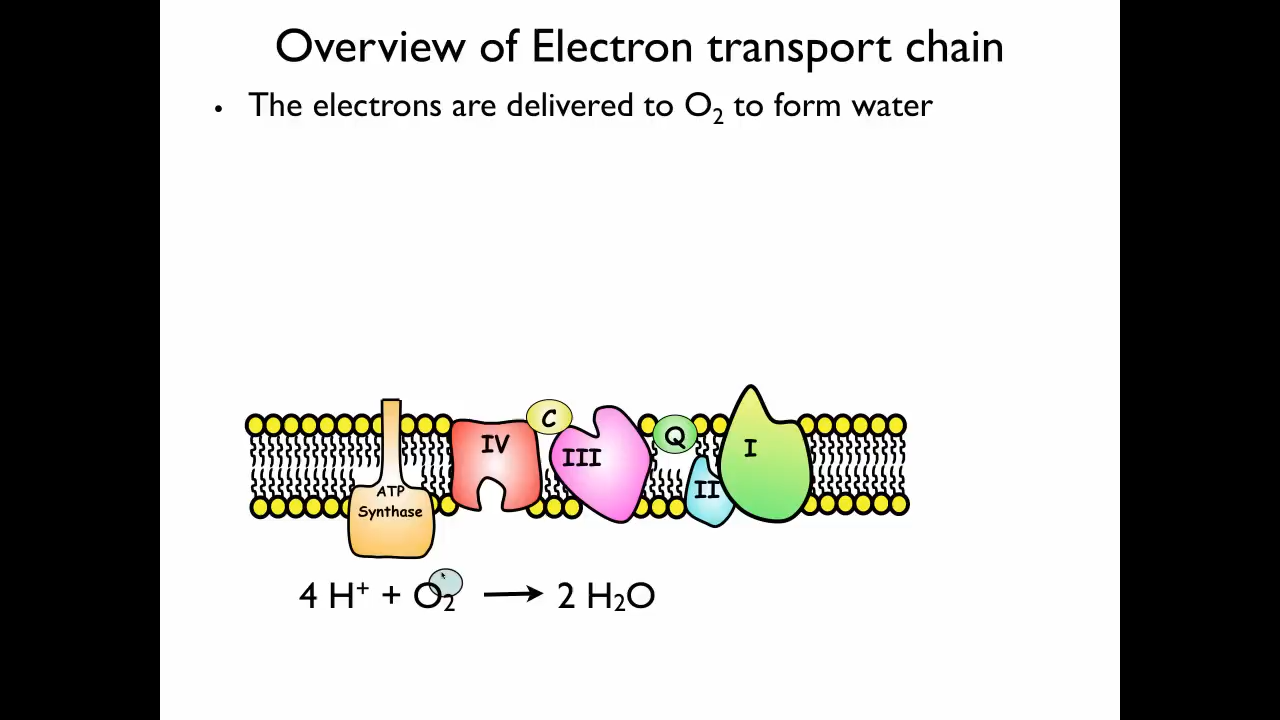 Overview of Electron transport chain
• The electrons are delivered to O₂ to form water
C
IV
III
Q
I
II
ATP
Synthase
4 H⁺ + O₂ ⟶ 2 H₂O